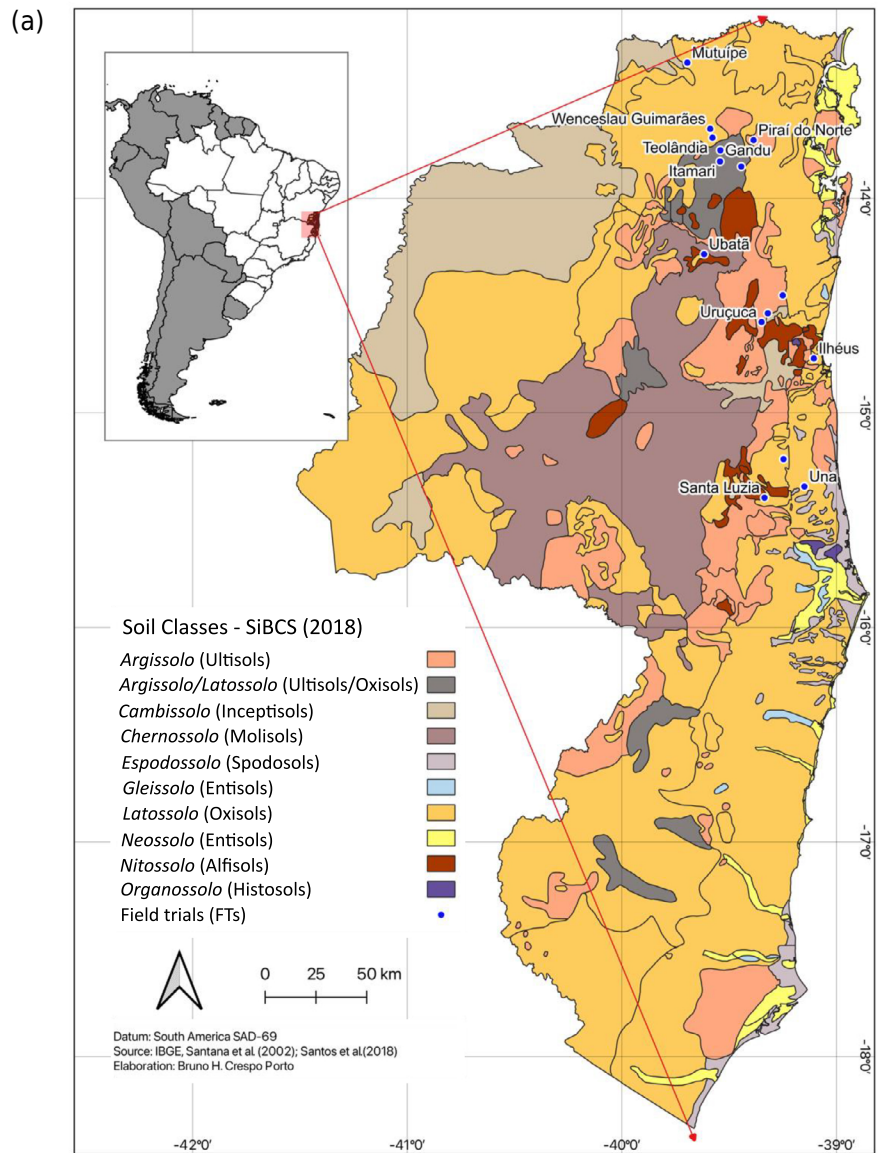 (a)
Mutuípe
Wenceslau Guimarães
Piraí do Norte
Teolândia
Gandu
Itamari
-14°0'
Ubatã
Uruçuca
Ilhéus
-15°0'
Una
Santa Luzia
Soil Classes - SiBCS (2018)
-16°0'
Argissolo (Ultisols)
Argissolo/Latossolo (Ultisols/Oxisols)
Cambissolo (Inceptisols)
Chernossolo (Molisols)
Espodossolo (Spodosols)
Gleissolo (Entisols)
Latossolo (Oxisols)
Neossolo (Entisols)
-17°0'
Nitossolo (Alfisols)
Organossolo (Histosols)
Field trials (FTs)
0 25 50 km
Datum: South America SAD-69
Source: IBGE, Santana et al. (2002); Santos et al.(2018)
-18°0'
Elaboration: Bruno H. Crespo Porto
-42°0' -41°0' -40°0' -39°0'